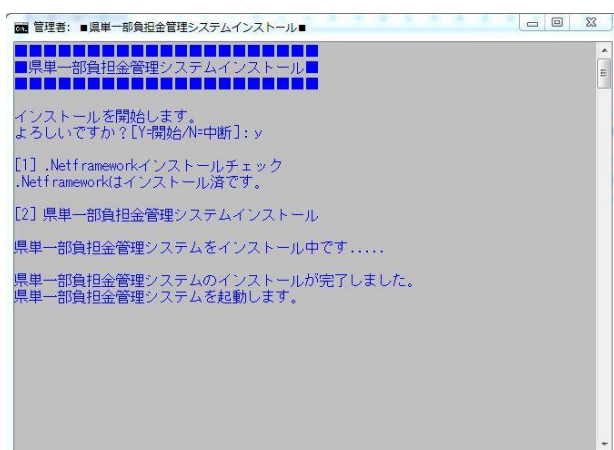 管理者: ■県単一部負担金管理システムインストール■
■■■■■■■■■■■■■■■■■■■■■
■県単一部負担金管理システムインストール■
■■■■■■■■■■■■■■■■■■■■■
インストールを開始します。
よろしいですか？[Y=開始/N=中断]: y
[1] .Netframeworkインストールチェック
.Netframeworkはインストール済です。
[2] 県単一部負担金管理システムインストール
県単一部負担金管理システムをインストール中です.....
県単一部負担金管理システムのインストールが完了しました。
県単一部負担金管理システムを起動します。